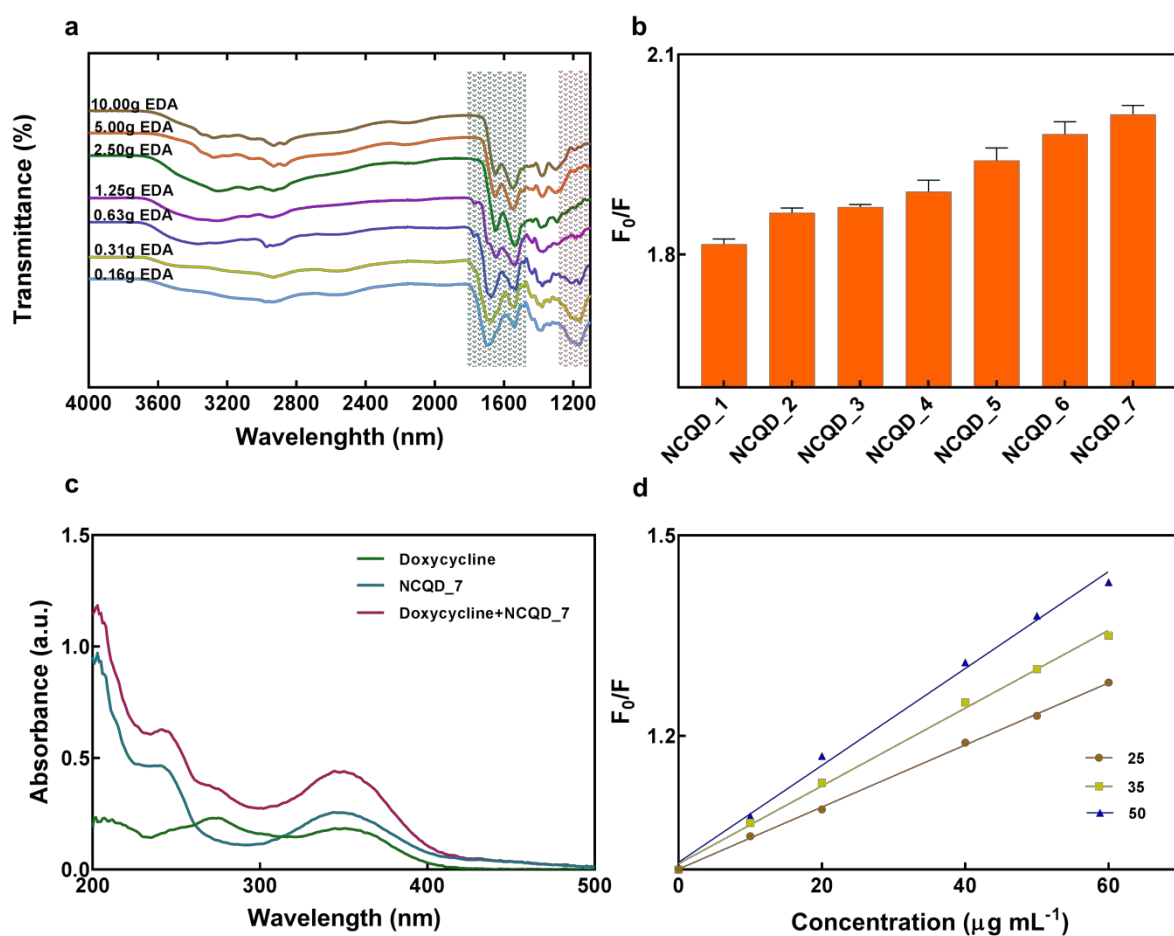 a
10.00g EDA
5.00g EDA
2.50g EDA
1.25g EDA
0.63g EDA
0.31g EDA
0.16g EDA
Transmittance (%)
4000 3600 3200 2800 2400 2000 1600 1200
Wavelenghth (nm)
b
2.1
1.8
F0/F
NCQD_1
NCQD_2
NCQD_3
NCQD_4
NCQD_5
NCQD_6
NCQD_7
c
1.5
1.0
0.5
0.0
Absorbance (a.u.)
Doxycycline
NCQD_7
Doxycycline+NCQD_7
200 300 400 500
Wavelength (nm)
d
1.5
1.2
F0/F
25
35
50
0 20 40 60
Concentration (μg mL-1)